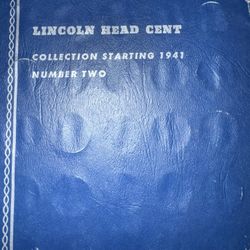 LINCOLN HEAD CENT
COLLECTION STARTING 1941
NUMBER TWO